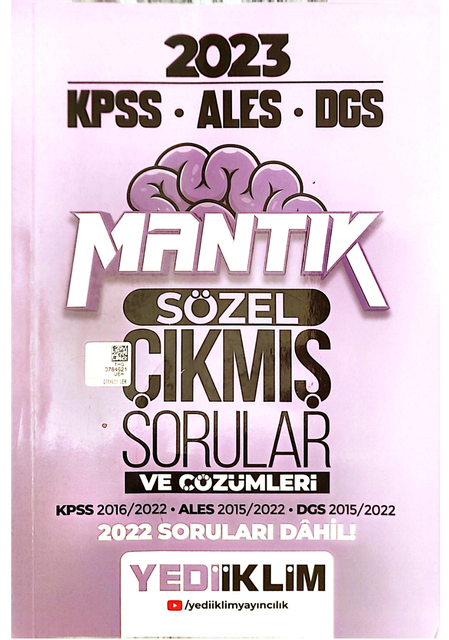 2023
KPSS • ALES • DGS
MANTIK
SÖZEL
ÇIKMIŞ
SORULAR
VE ÇÖZÜMLERİ
KPSS 2016/2022 • ALES 2015/2022 • DGS 2015/2022
2022 SORULARI DÂHİL!
YEDİİKLİM
/yediiklimyayıncılık